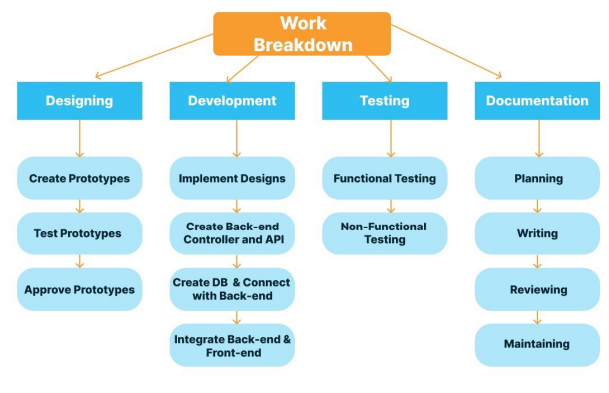 Work
Breakdown
Designing
Development
Testing
Documentation
Create Prototypes
Implement Designs
Functional Testing
Planning
Test Prototypes
Create Back-end
Controller and API
Non-Functional
Testing
Writing
Approve Prototypes
Create DB & Connect
with Back-end
Reviewing
Integrate Back-end &
Front-end
Maintaining